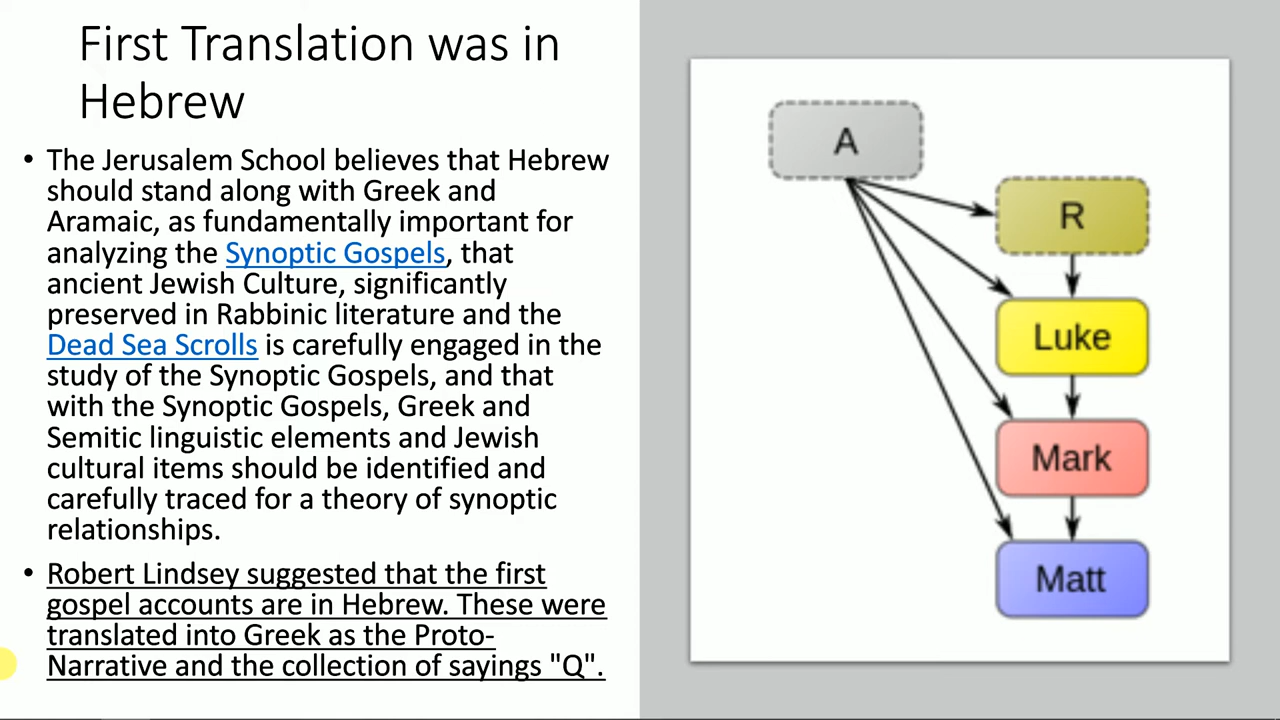 First Translation was in
Hebrew
• The Jerusalem School believes that Hebrew
should stand along with Greek and
Aramaic, as fundamentally important for
analyzing the Synoptic Gospels, that
ancient Jewish Culture, significantly
preserved in Rabbinic literature and the
Dead Sea Scrolls is carefully engaged in the
study of the Synoptic Gospels, and that
with the Synoptic Gospels, Greek and
Semitic linguistic elements and Jewish
cultural items should be identified and
carefully traced for a theory of synoptic
relationships.
• Robert Lindsey suggested that the first
gospel accounts are in Hebrew. These were
translated into Greek as the Proto-
Narrative and the collection of sayings "Q".
A
R
Luke
Mark
Matt